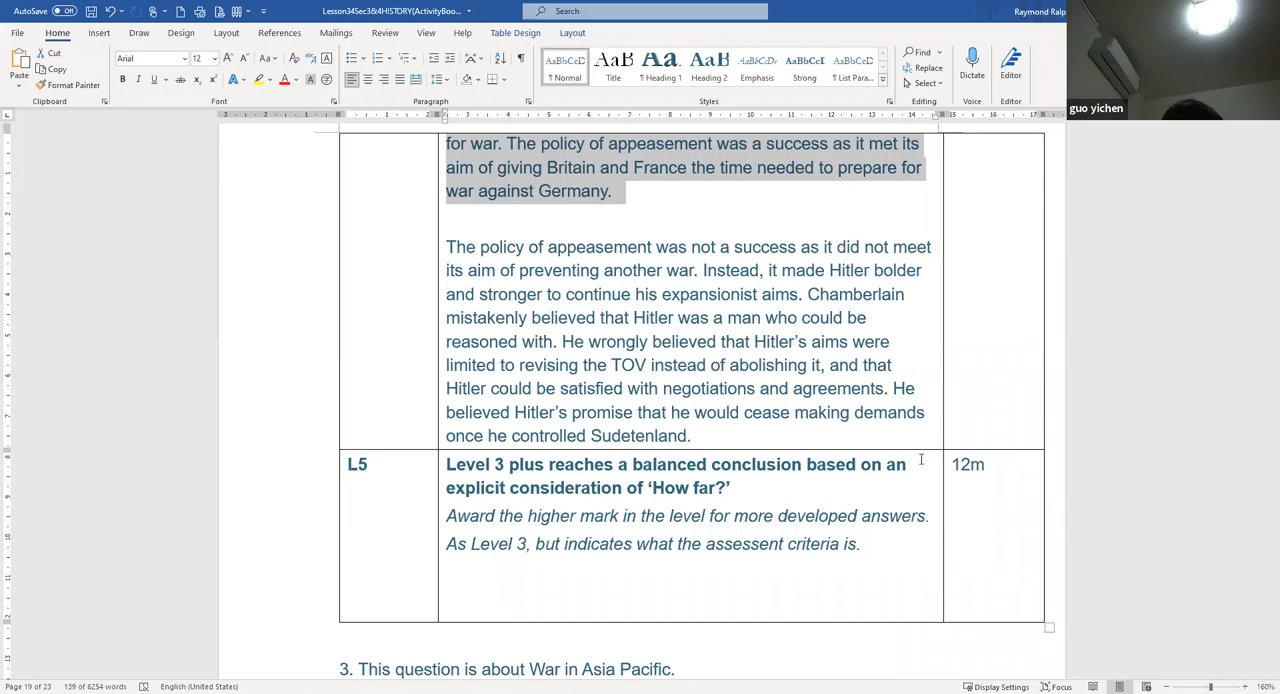 AutoSave Off Lesson34Sec3&4HISTORY(ActivityBoo... Search Raymond Ralp
File Home Insert Draw Design Layout References Mailings Review View Help Table Design Layout
Paste Cut Copy Format Painter
Arial 12
AaBbCcD AaB AaB AaBbC AaBbCcD AaBbCcI AaBbCcD
Normal Title Heading 1 Heading 2 Emphasis Strong List Para...
Find Replace Select Dictate Editor
Clipboard Font Paragraph Styles Editing Voice Editor
guo yichen
for war. The policy of appeasement was a success as it met its
aim of giving Britain and France the time needed to prepare for
war against Germany.
The policy of appeasement was not a success as it did not meet
its aim of preventing another war. Instead, it made Hitler bolder
and stronger to continue his expansionist aims. Chamberlain
mistakenly believed that Hitler was a man who could be
reasoned with. He wrongly believed that Hitler’s aims were
limited to revising the TOV instead of abolishing it, and that
Hitler could be satisfied with negotiations and agreements. He
believed Hitler’s promise that he would cease making demands
once he controlled Sudetenland.
L5 Level 3 plus reaches a balanced conclusion based on an 12m
explicit consideration of ‘How far?’
Award the higher mark in the level for more developed answers.
As Level 3, but indicates what the assessent criteria is.
3. This question is about War in Asia Pacific.
Page 19 of 23 139 of 6254 words English (United States) Display Settings Focus 160%